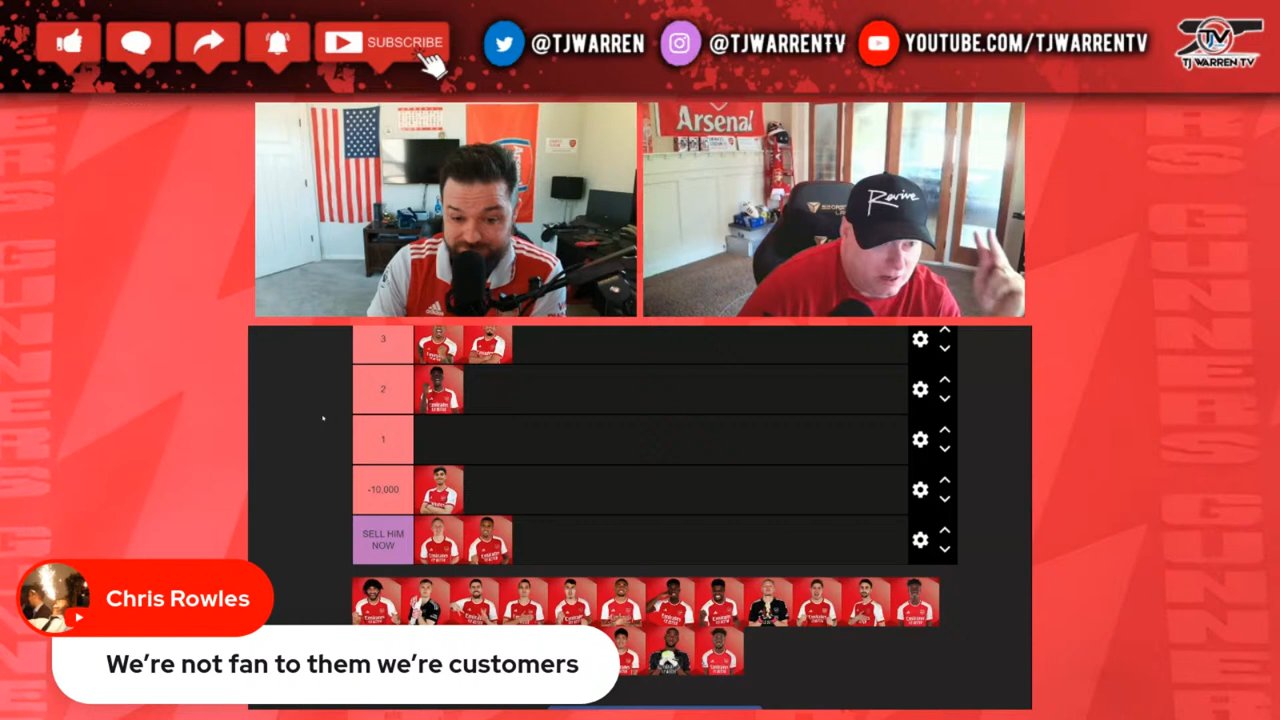 SUBSCRIBE
@TJWARREN
@TJWARRENTV
YOUTUBE.COM/TJWARRENTV
TJ WARREN TV
Arsenal
Revive
3
2
1
-10,000
SELL HIM
NOW
Chris Rowles
We’re not fan to them we’re customers